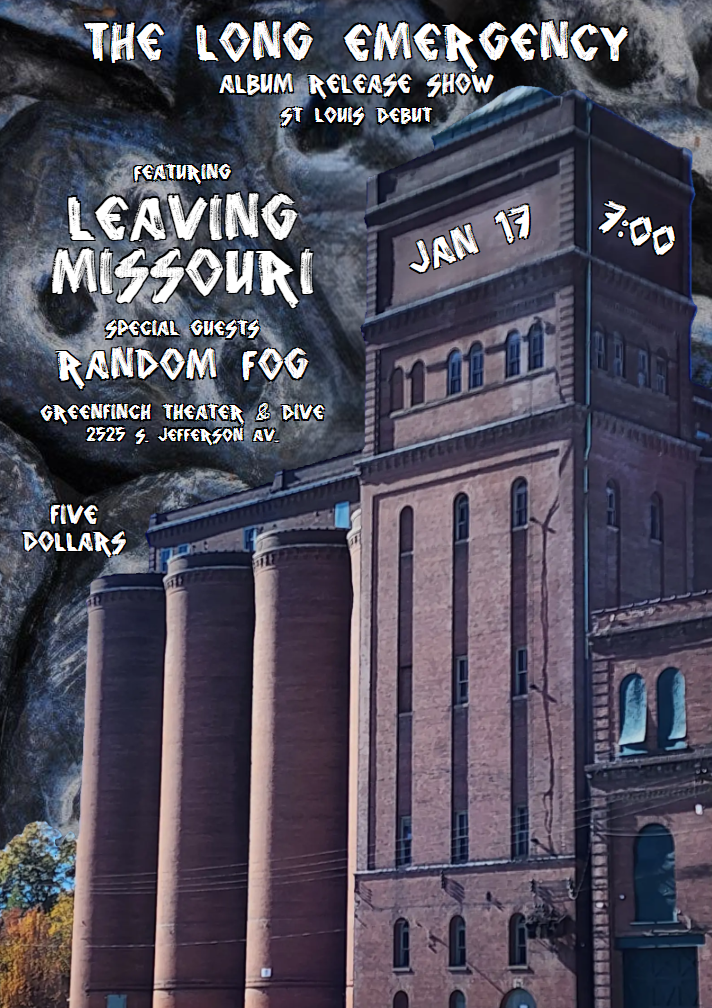 THE LONG EMERGENCY
ALBUM RELEASE SHOW
ST LOUIS DEBUT
FEATURING
LEAVING
MISSOURI
SPECIAL GUESTS
RANDOM FOG
GREENFINCH THEATER & DIVE
2525 S. JEFFERSON AV.
JAN 17
7:00
FIVE
DOLLARS